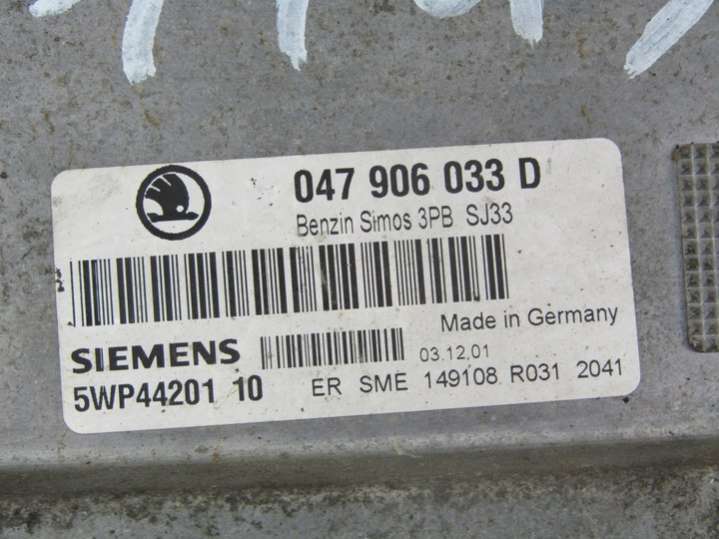 047 906 033 D
Benzin Simos 3PB SJ33
Made in Germany
SIEMENS
03.12.01
5WP44201 10
ER SME 149108 R031 2041